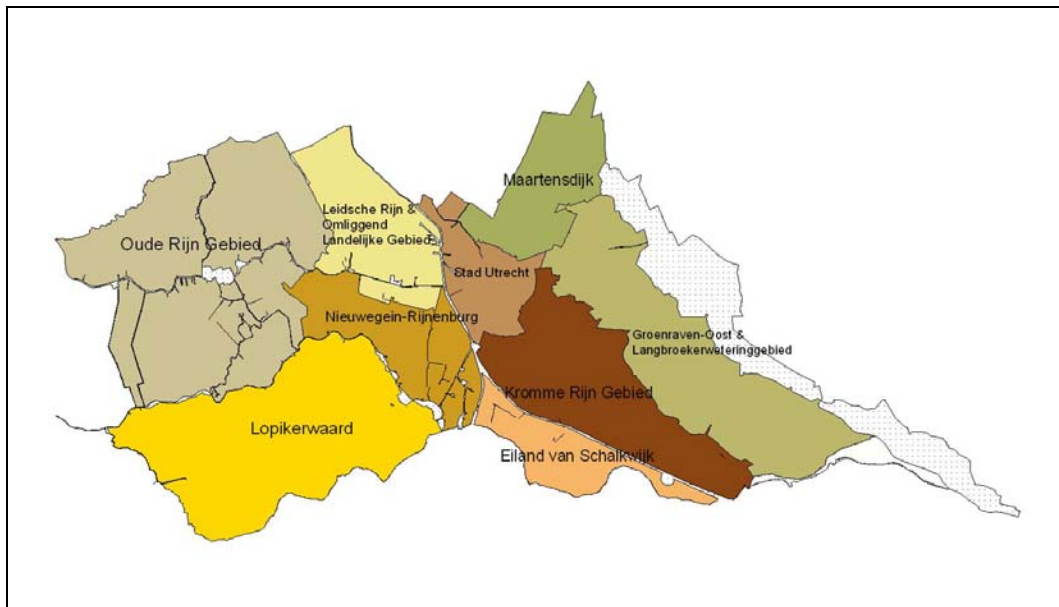 Maartensdijk
Leidsche Rijn &
Omliggend
Landelijke Gebied
Oude Rijn Gebied
Stad Utrecht
Nieuwegein-Rijnenburg
Groenraven-Oost &
Langbroekerweteringgebied
Kromme Rijn Gebied
Lopikerwaard
Eiland van Schalkwijk